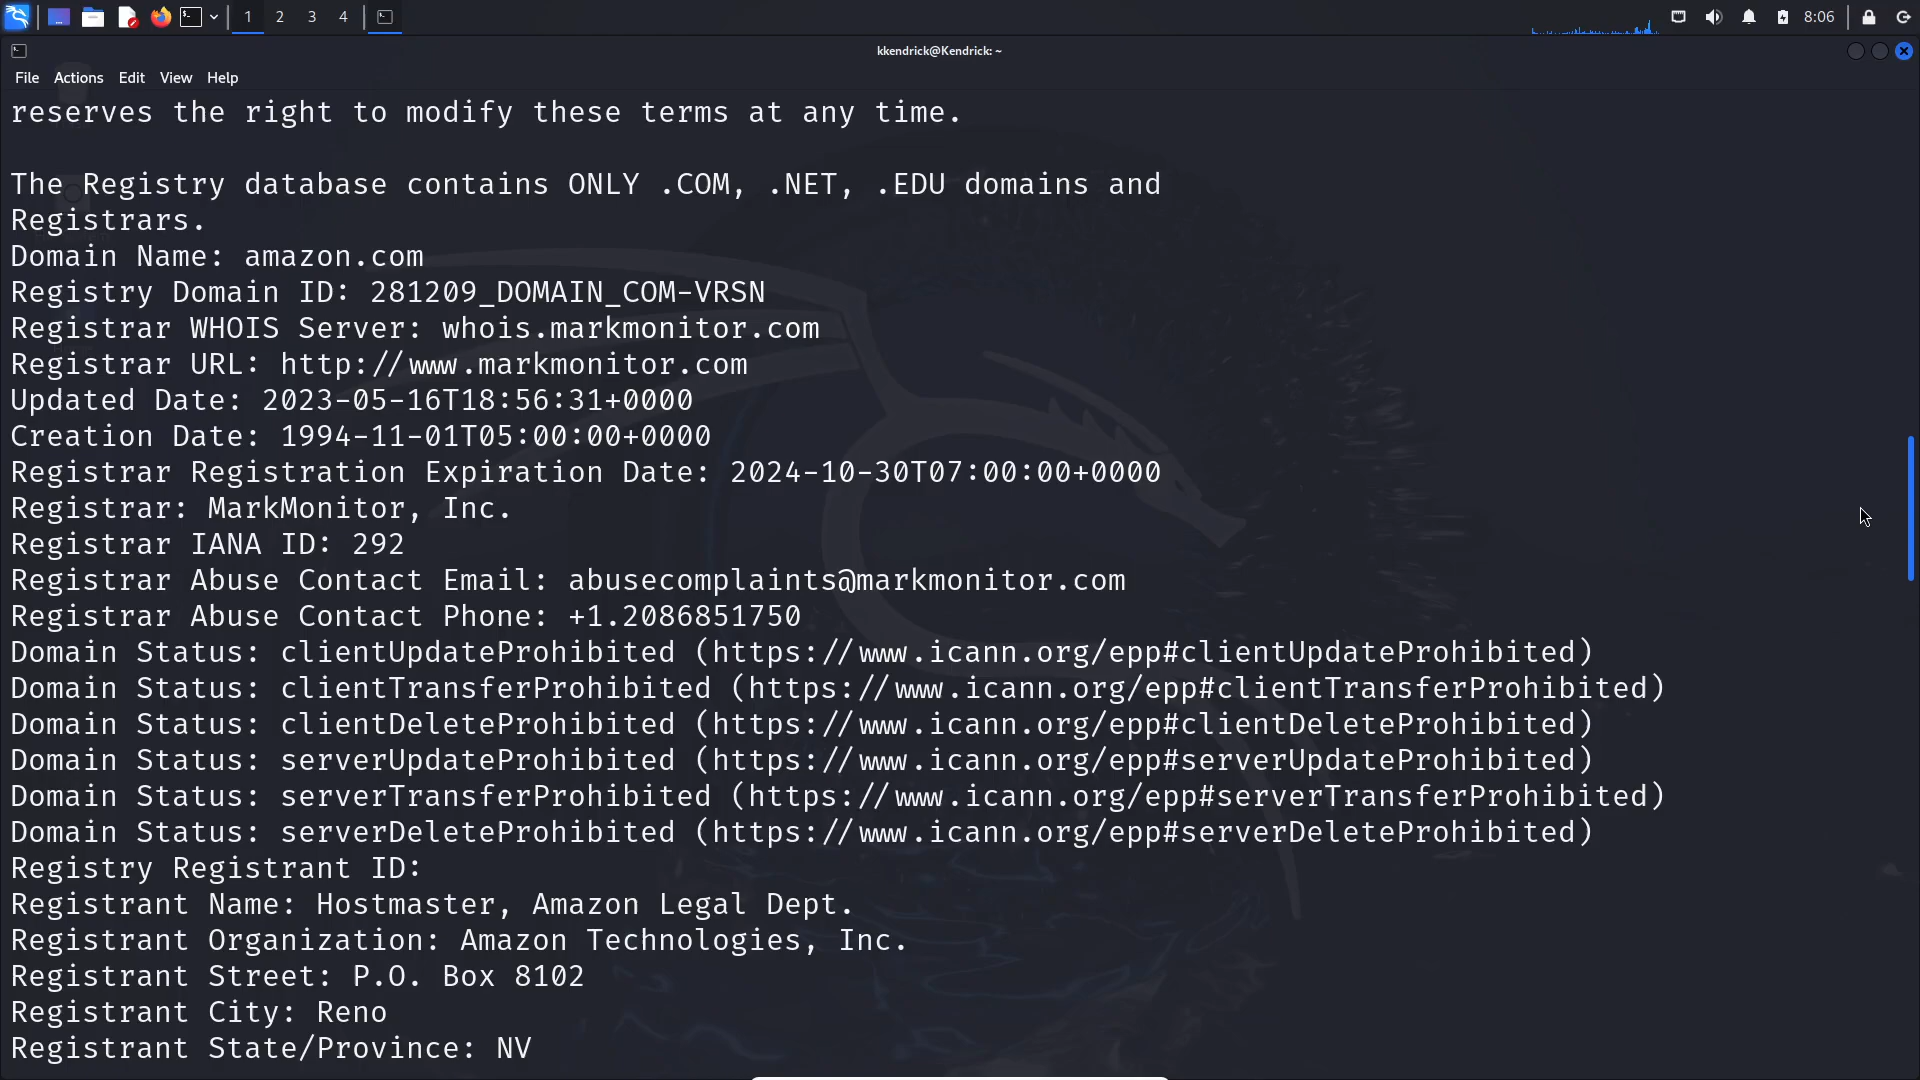 1 2 3 4 8:06
kkendrick@Kendrick: ~
File Actions Edit View Help
reserves the right to modify these terms at any time.
The Registry database contains ONLY .COM, .NET, .EDU domains and
Registrars.
Domain Name: amazon.com
Registry Domain ID: 281209_DOMAIN_COM-VRSN
Registrar WHOIS Server: whois.markmonitor.com
Registrar URL: http://www.markmonitor.com
Updated Date: 2023-05-16T18:56:31+0000
Creation Date: 1994-11-01T05:00:00+0000
Registrar Registration Expiration Date: 2024-10-30T07:00:00+0000
Registrar: MarkMonitor, Inc.
Registrar IANA ID: 292
Registrar Abuse Contact Email: abusecomplaints@markmonitor.com
Registrar Abuse Contact Phone: +1.2086851750
Domain Status: clientUpdateProhibited (https://www.icann.org/epp#clientUpdateProhibited)
Domain Status: clientTransferProhibited (https://www.icann.org/epp#clientTransferProhibited)
Domain Status: clientDeleteProhibited (https://www.icann.org/epp#clientDeleteProhibited)
Domain Status: serverUpdateProhibited (https://www.icann.org/epp#serverUpdateProhibited)
Domain Status: serverTransferProhibited (https://www.icann.org/epp#serverTransferProhibited)
Domain Status: serverDeleteProhibited (https://www.icann.org/epp#serverDeleteProhibited)
Registry Registrant ID:
Registrant Name: Hostmaster, Amazon Legal Dept.
Registrant Organization: Amazon Technologies, Inc.
Registrant Street: P.O. Box 8102
Registrant City: Reno
Registrant State/Province: NV